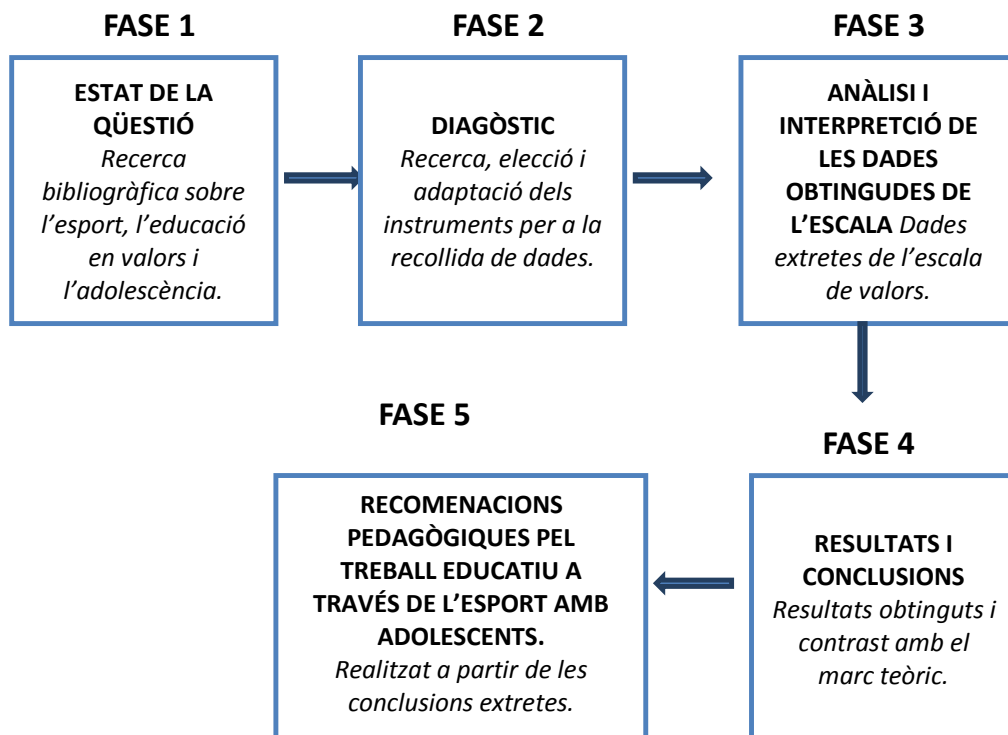 FASE 1
ESTAT DE LA
QÜESTIÓ
Recerca
bibliogràfica sobre
l'esport, l'educació
en valors i
l'adolescència.
FASE 2
DIAGÒSTIC
Recerca, elecció i
adaptació dels
instruments per a la
recollida de dades.
FASE 3
ANÀLISI I
INTERPRETCIÓ DE
LES DADES
OBTINGUDES DE
L'ESCALA Dades
extretes de l'escala
de valors.
FASE 4
RESULTATS I
CONCLUSIONS
Resultats obtinguts i
contrast amb el
marc teòric.
FASE 5
RECOMENACIONS
PEDAGÒGIQUES PEL
TREBALL EDUCATIU A
TRAVÉS DE L'ESPORT AMB
ADOLESCENTS.
Realitzat a partir de les
conclusions extretes.